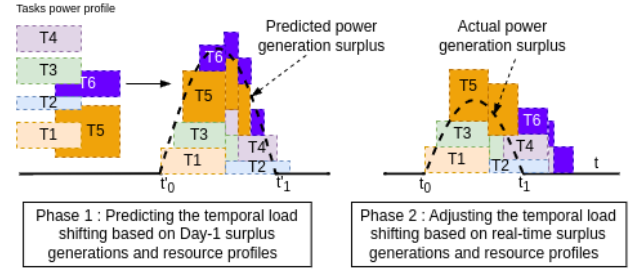 Tasks power profile
T4
T3
T6
T2
T1
T5
Predicted power
generation surplus
T6
T5
T3
T1
T4
T2
t'0
t'1
Actual power
generation surplus
T5
T3
T1
T6
T4
T2
t0
t1
t
Phase 1 : Predicting the temporal load
shifting based on Day-1 surplus
generations and resource profiles
Phase 2 : Adjusting the temporal load
shifting based on real-time surplus
generations and resource profiles